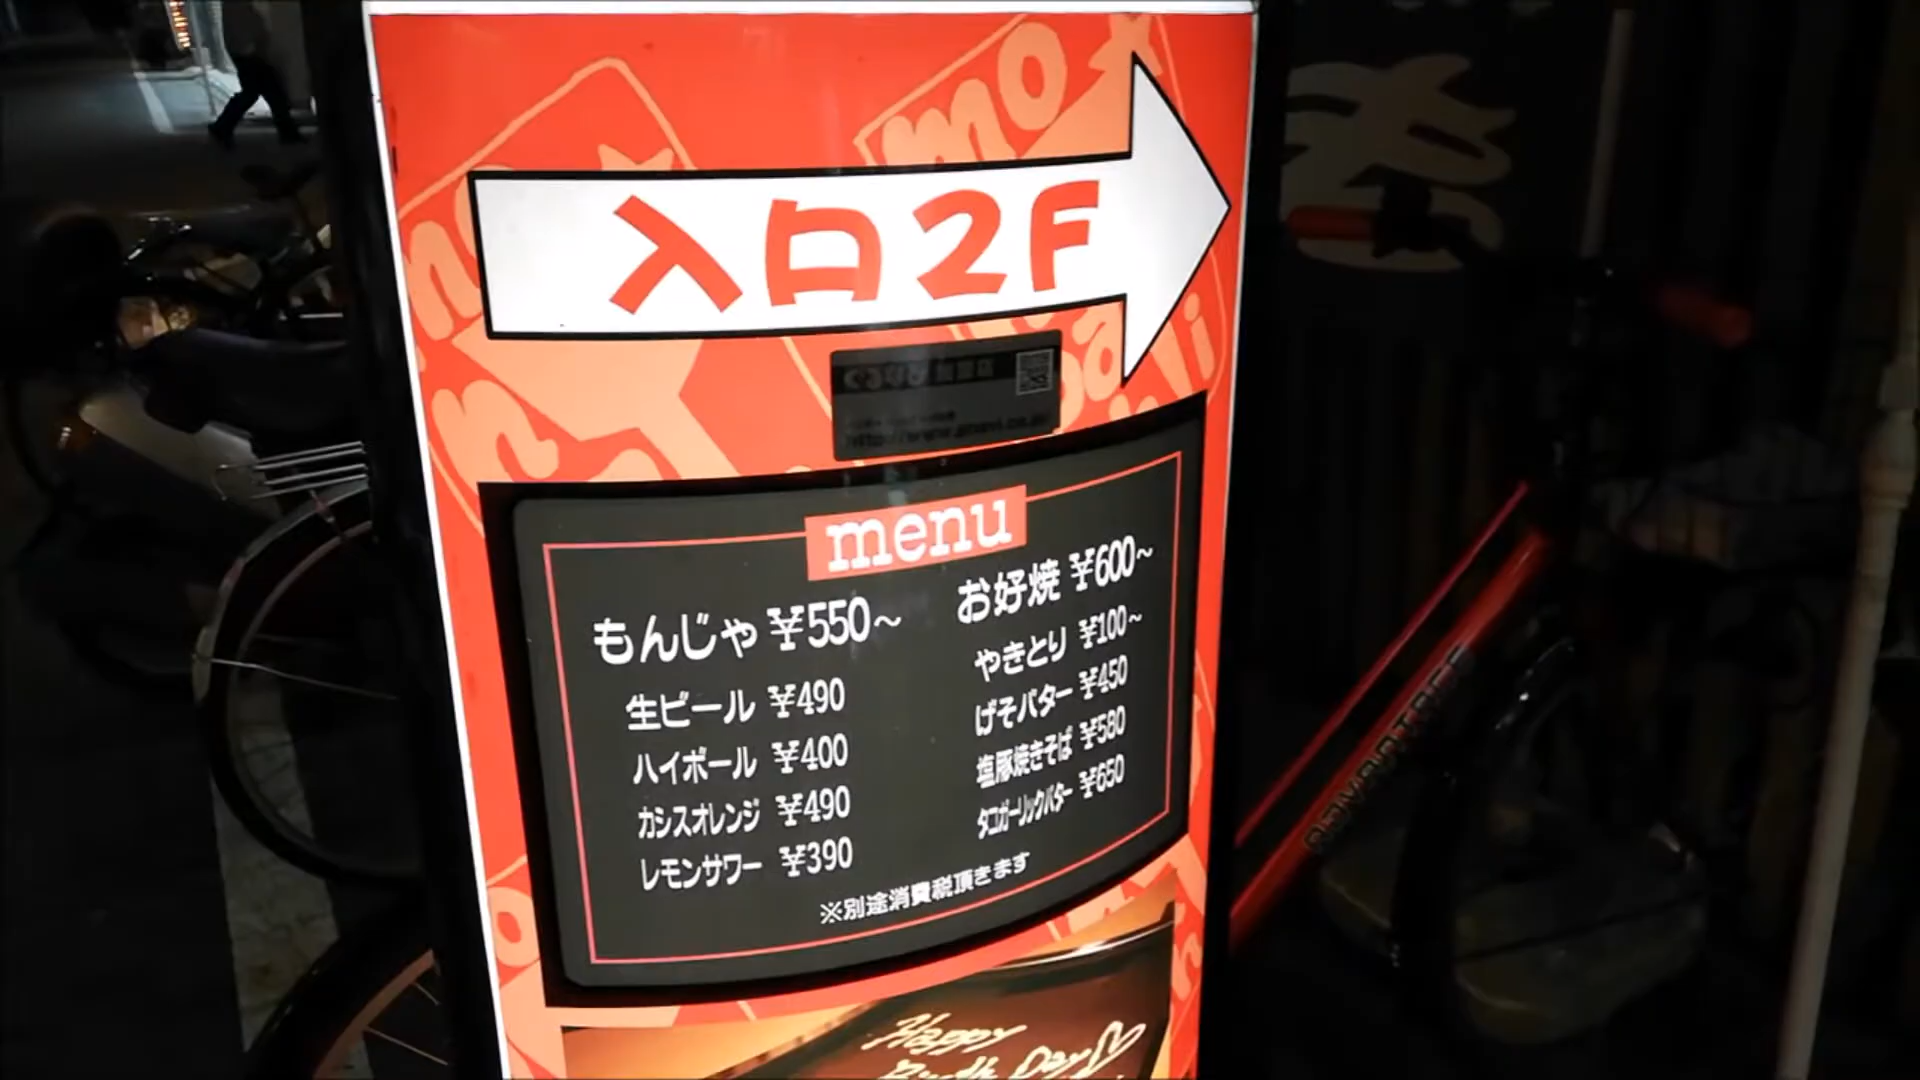 入口2F
menu
もんじゃ ¥550~
生ビール ¥490
ハイボール ¥400
カシスオレンジ ¥490
レモンサワー ¥390
お好焼 ¥600~
やきとり ¥100~
げそバター ¥450
塩豚焼きそば ¥580
タコガーリックバター ¥650
※別途消費税頂きます
Happy
Birth Day♡